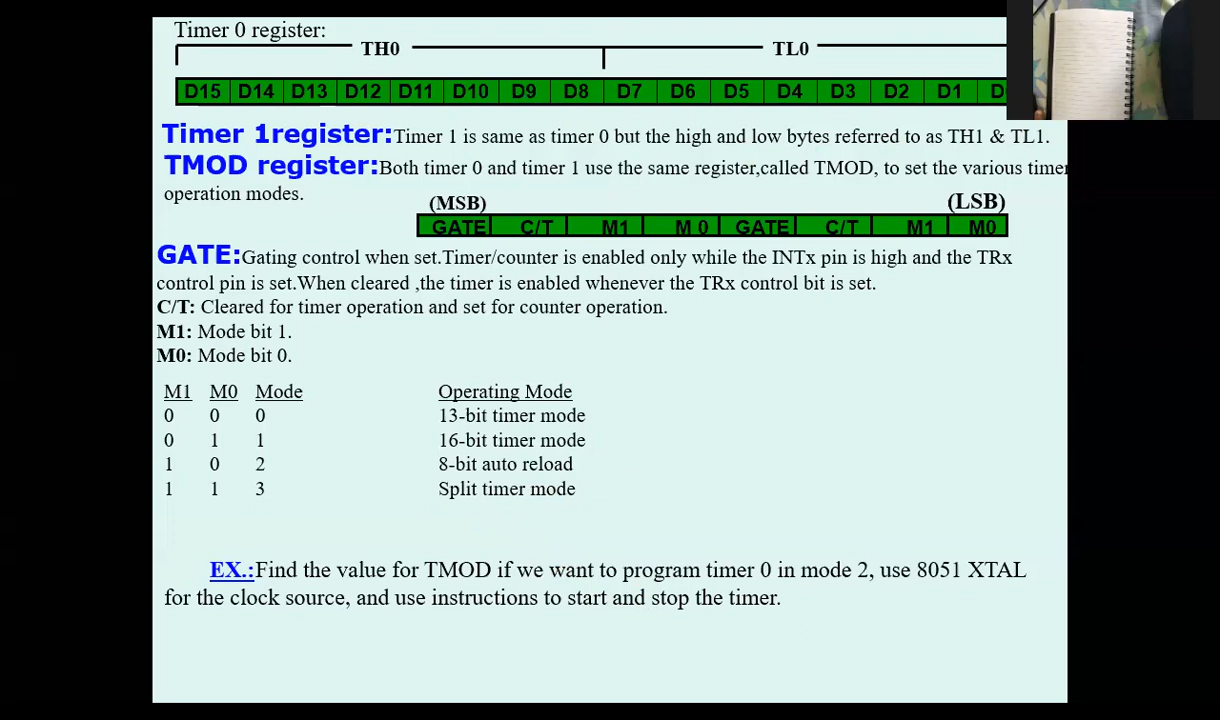 Timer 0 register:
TH0 TL0
D15 D14 D13 D12 D11 D10 D9 D8 D7 D6 D5 D4 D3 D2 D1
Timer 1register:Timer 1 is same as timer 0 but the high and low bytes referred to as TH1 & TL1.
TMOD register:Both timer 0 and timer 1 use the same register,called TMOD, to set the various timer
operation modes.
(MSB) (LSB)
GATE C/T M1 M 0 GATE C/T M1 M0
GATE:Gating control when set.Timer/counter is enabled only while the INTx pin is high and the TRx
control pin is set.When cleared ,the timer is enabled whenever the TRx control bit is set.
C/T: Cleared for timer operation and set for counter operation.
M1: Mode bit 1.
M0: Mode bit 0.
M1 M0 Mode Operating Mode
0 0 0 13-bit timer mode
0 1 1 16-bit timer mode
1 0 2 8-bit auto reload
1 1 3 Split timer mode
EX.:Find the value for TMOD if we want to program timer 0 in mode 2, use 8051 XTAL
for the clock source, and use instructions to start and stop the timer.